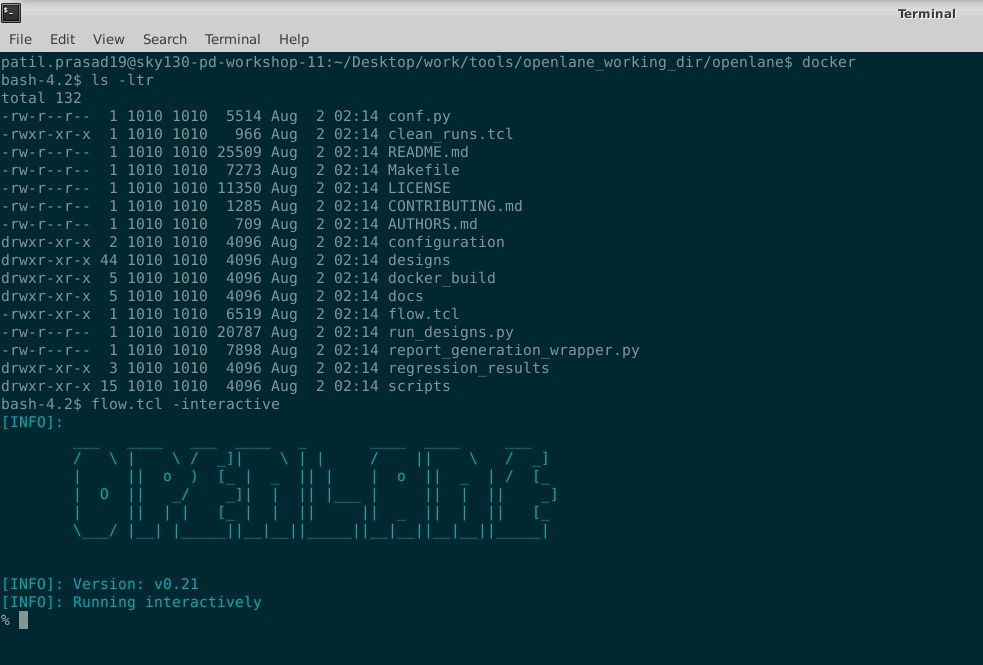 Terminal
File Edit View Search Terminal Help
patil.prasad19@sky130-pd-workshop-11:~/Desktop/work/tools/openlane_working_dir/openlane$ docker
bash-4.2$ ls -ltr
total 132
-rw-r--r--  1 1010 1010  5514 Aug  2 02:14 conf.py
-rwxr-xr-x  1 1010 1010   966 Aug  2 02:14 clean_runs.tcl
-rw-r--r--  1 1010 1010 25509 Aug  2 02:14 README.md
-rw-r--r--  1 1010 1010  7273 Aug  2 02:14 Makefile
-rw-r--r--  1 1010 1010 11350 Aug  2 02:14 LICENSE
-rw-r--r--  1 1010 1010  1285 Aug  2 02:14 CONTRIBUTING.md
-rw-r--r--  1 1010 1010   709 Aug  2 02:14 AUTHORS.md
drwxr-xr-x  2 1010 1010  4096 Aug  2 02:14 configuration
drwxr-xr-x 44 1010 1010  4096 Aug  2 02:14 designs
drwxr-xr-x  5 1010 1010  4096 Aug  2 02:14 docker_build
drwxr-xr-x  5 1010 1010  4096 Aug  2 02:14 docs
-rwxr-xr-x  1 1010 1010  6519 Aug  2 02:14 flow.tcl
-rw-r--r--  1 1010 1010 20787 Aug  2 02:14 run_designs.py
-rw-r--r--  1 1010 1010  7898 Aug  2 02:14 report_generation_wrapper.py
drwxr-xr-x  3 1010 1010  4096 Aug  2 02:14 regression_results
drwxr-xr-x 15 1010 1010  4096 Aug  2 02:14 scripts
bash-4.2$ flow.tcl -interactive
[INFO]:
OPENLANE
[INFO]: Version: v0.21
[INFO]: Running interactively
%